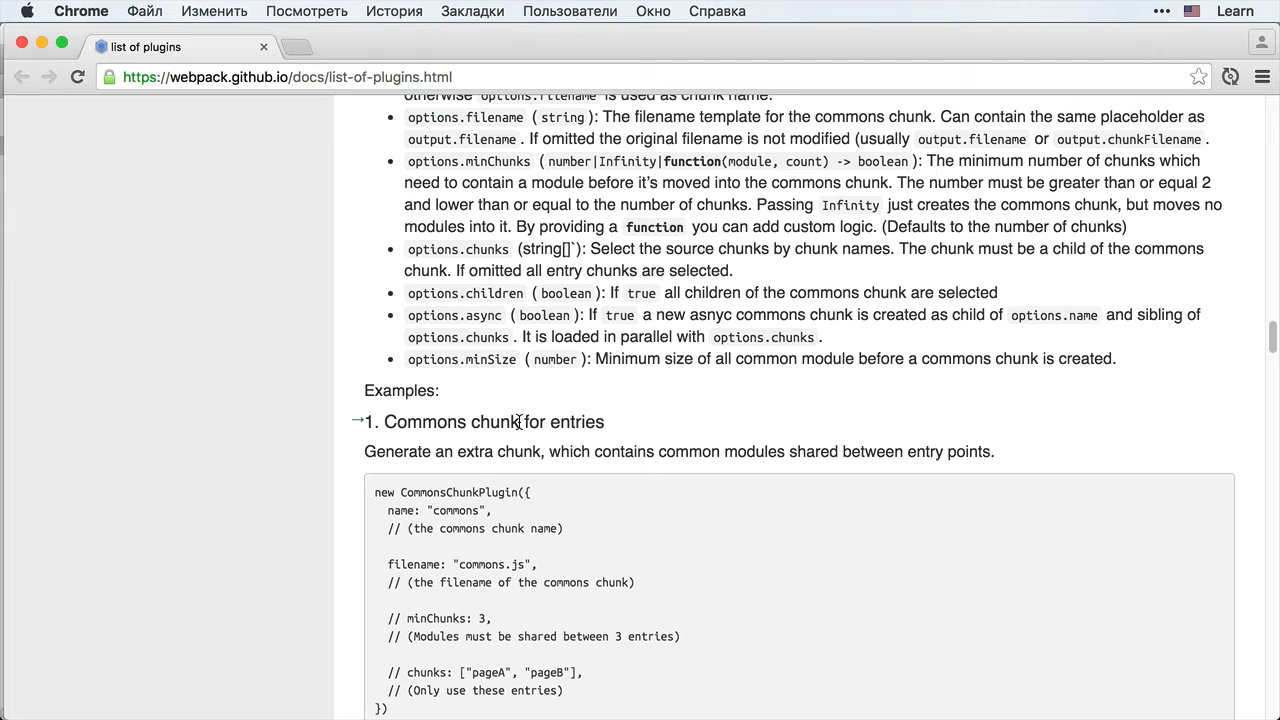 Chrome Файл Изменить Просмотреть История Закладки Пользователи Окно Справка ••• Learn
list of plugins
https://webpack.github.io/docs/list-of-plugins.html
otherwise options.filename is used as chunk name.
• options.filename (string): The filename template for the commons chunk. Can contain the same placeholder as
output.filename. If omitted the original filename is not modified (usually output.filename or output.chunkFilename.
• options.minChunks (number|Infinity|function(module, count) -> boolean): The minimum number of chunks which
need to contain a module before it’s moved into the commons chunk. The number must be greater than or equal 2
and lower than or equal to the number of chunks. Passing Infinity just creates the commons chunk, but moves no
modules into it. By providing a function you can add custom logic. (Defaults to the number of chunks)
• options.chunks (string[]`): Select the source chunks by chunk names. The chunk must be a child of the commons
chunk. If omitted all entry chunks are selected.
• options.children (boolean): If true all children of the commons chunk are selected
• options.async (boolean): If true a new asnyc commons chunk is created as child of options.name and sibling of
options.chunks. It is loaded in parallel with options.chunks.
• options.minSize (number): Minimum size of all common module before a commons chunk is created.
Examples:
→1. Commons chunk for entries
Generate an extra chunk, which contains common modules shared between entry points.
new CommonsChunkPlugin({
name: "commons",
// (the commons chunk name)
filename: "commons.js",
// (the filename of the commons chunk)
// minChunks: 3,
// (Modules must be shared between 3 entries)
// chunks: ["pageA", "pageB"],
// (Only use these entries)
})